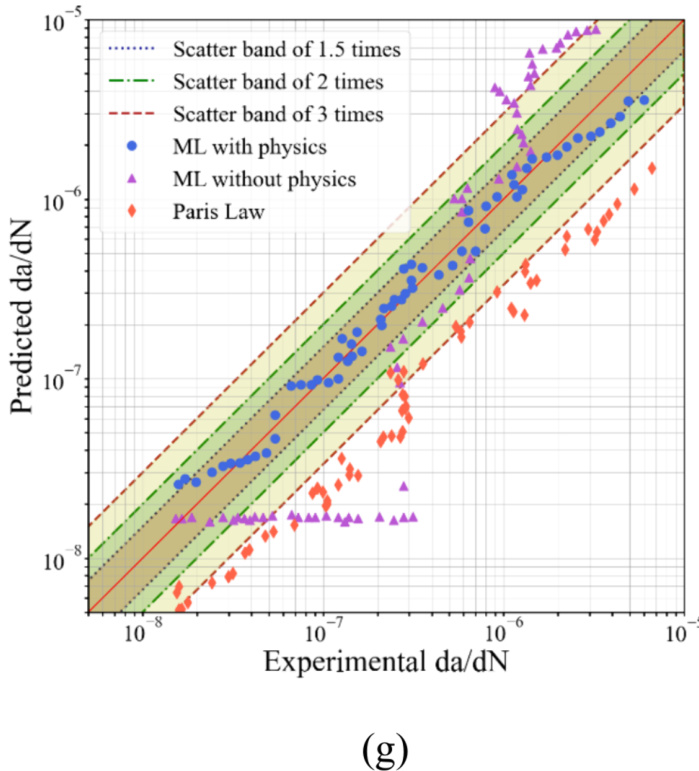 10⁻⁵
Scatter band of 1.5 times
Scatter band of 2 times
Scatter band of 3 times
ML with physics
ML without physics
Paris Law
10⁻⁶
10⁻⁷
10⁻⁸
Predicted da/dN
10⁻⁸ 10⁻⁷ 10⁻⁶ 10⁻
Experimental da/dN
(g)